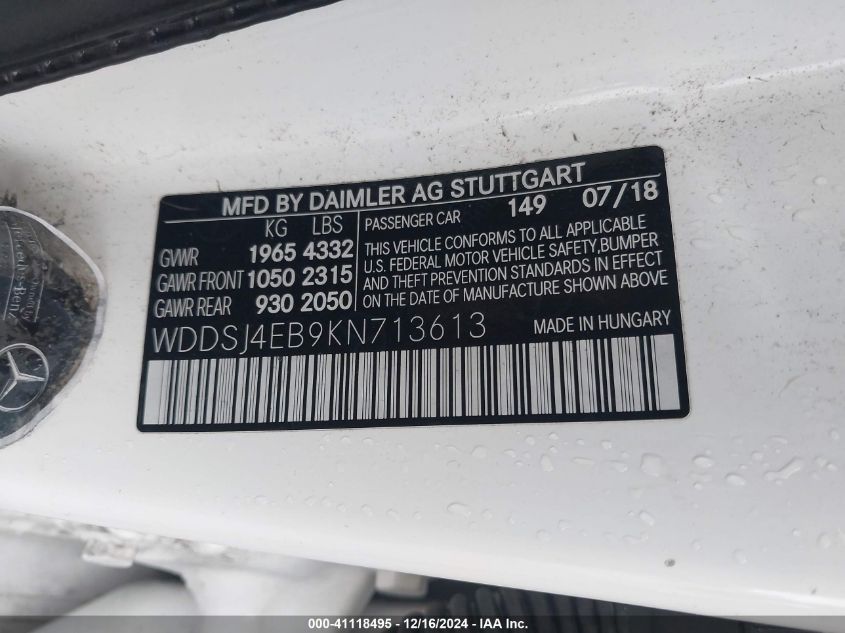 MFD BY DAIMLER AG STUTTGART
KG LBS
GVWR 1965 4332
GAWR FRONT 1050 2315
GAWR REAR 930 2050
PASSENGER CAR 149 07/18
THIS VEHICLE CONFORMS TO ALL APPLICABLE
U.S. FEDERAL MOTOR VEHICLE SAFETY, BUMPER
AND THEFT PREVENTION STANDARDS IN EFFECT
ON THE DATE OF MANUFACTURE SHOWN ABOVE
WDDSJ4EB9KN713613 MADE IN HUNGARY
Mercedes-Benz
000-41118495 - 12/16/2024 - IAA Inc.